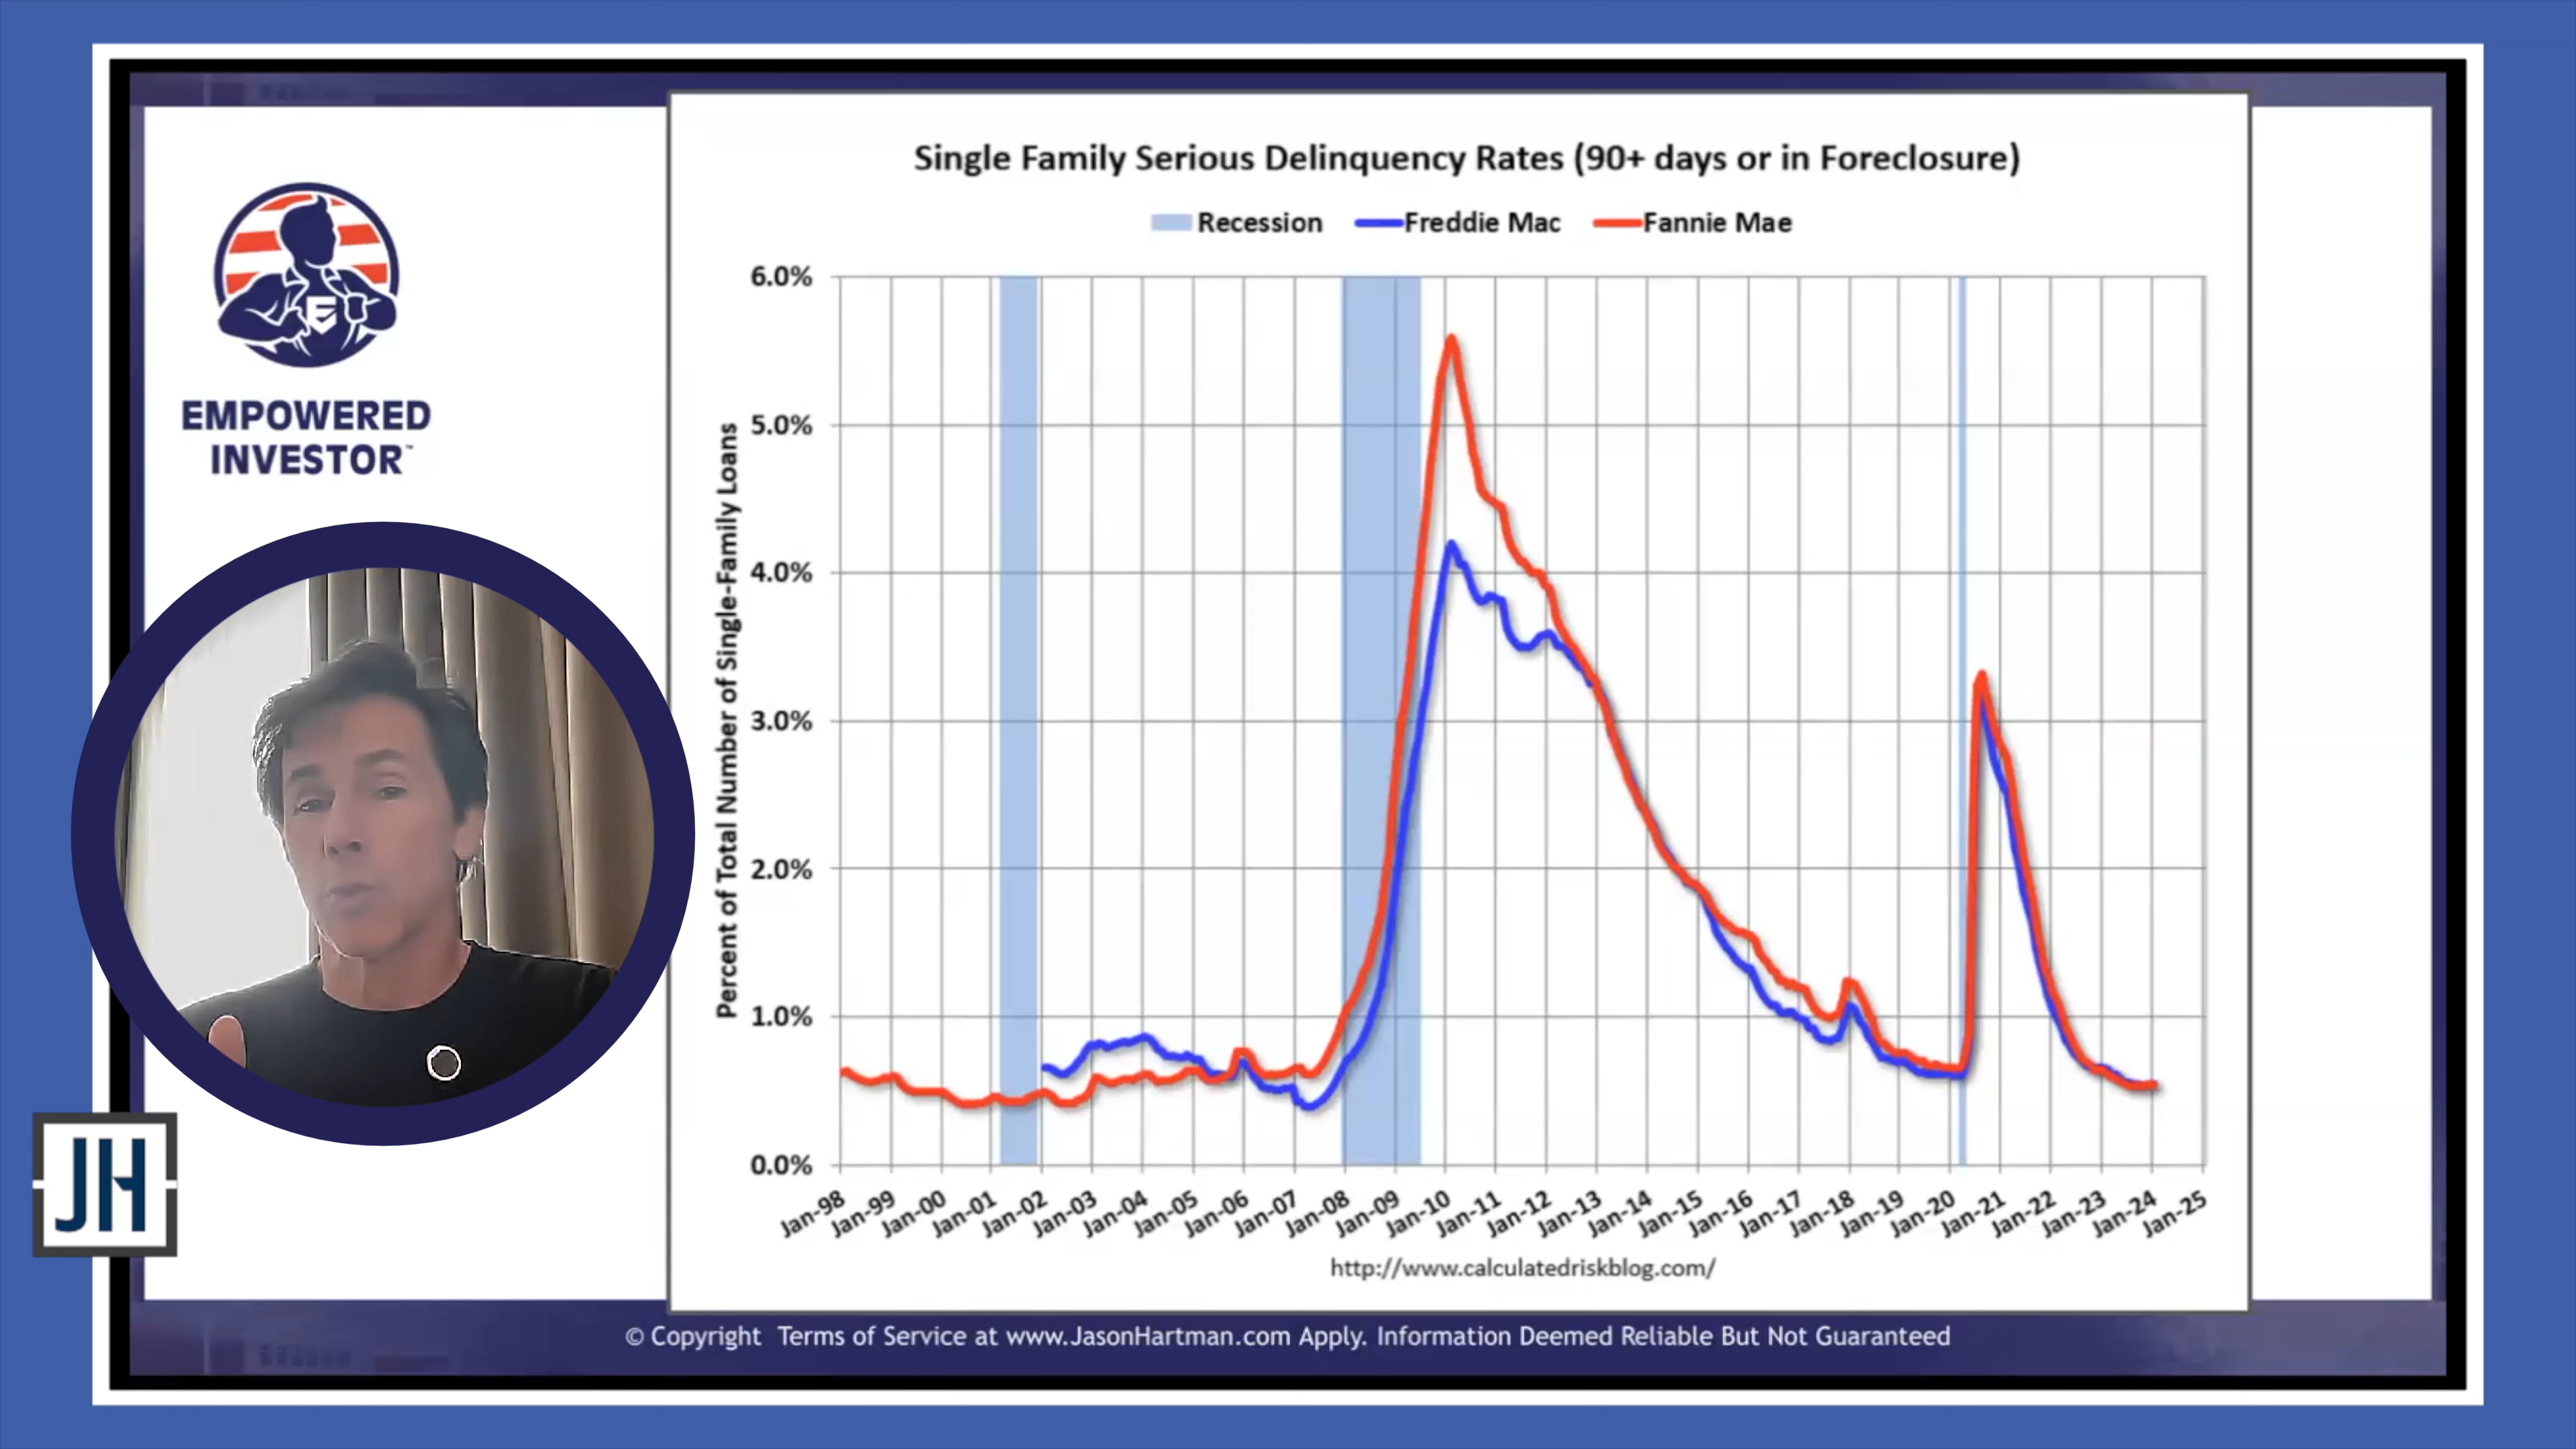 Single Family Serious Delinquency Rates (90+ days or in Foreclosure)
Recession Freddie Mac Fannie Mae
EMPOWERED
INVESTOR™
Percent of Total Number of Single-Family Loans
6.0%
5.0%
4.0%
3.0%
2.0%
1.0%
0.0%
Jan-98 Jan-99 Jan-00 Jan-01 Jan-02 Jan-03 Jan-04 Jan-05 Jan-06 Jan-07 Jan-08 Jan-09 Jan-10 Jan-11 Jan-12 Jan-13 Jan-14 Jan-15 Jan-16 Jan-17 Jan-18 Jan-19 Jan-20 Jan-21 Jan-22 Jan-23 Jan-24 Jan-25
http://www.calculatedriskblog.com/
JH
© Copyright Terms of Service at www.JasonHartman.com Apply. Information Deemed Reliable But Not Guaranteed